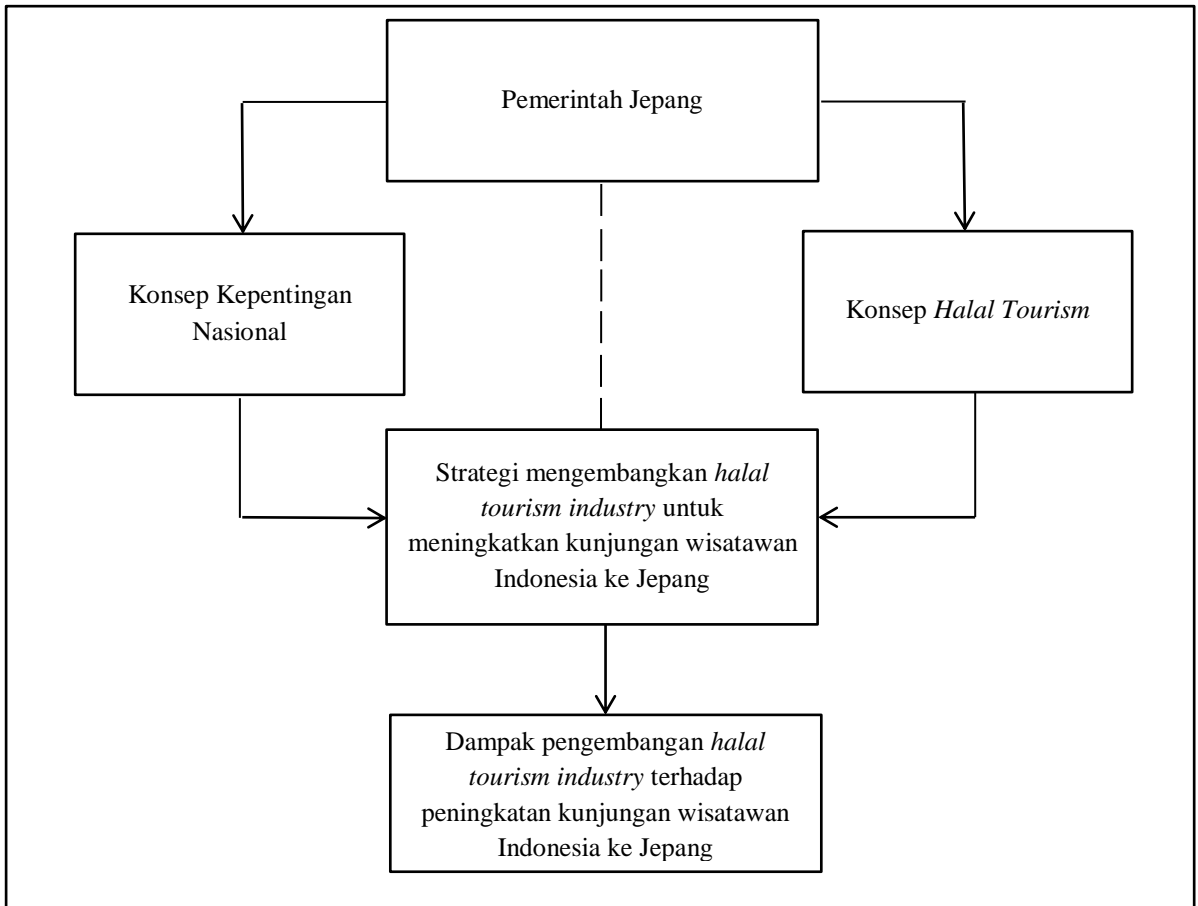 Pemerintah Jepang
Konsep Kepentingan
Nasional
Konsep Halal Tourism
Strategi mengembangkan halal
tourism industry untuk
meningkatkan kunjungan wisatawan
Indonesia ke Jepang
Dampak pengembangan halal
tourism industry terhadap
peningkatan kunjungan wisatawan
Indonesia ke Jepang